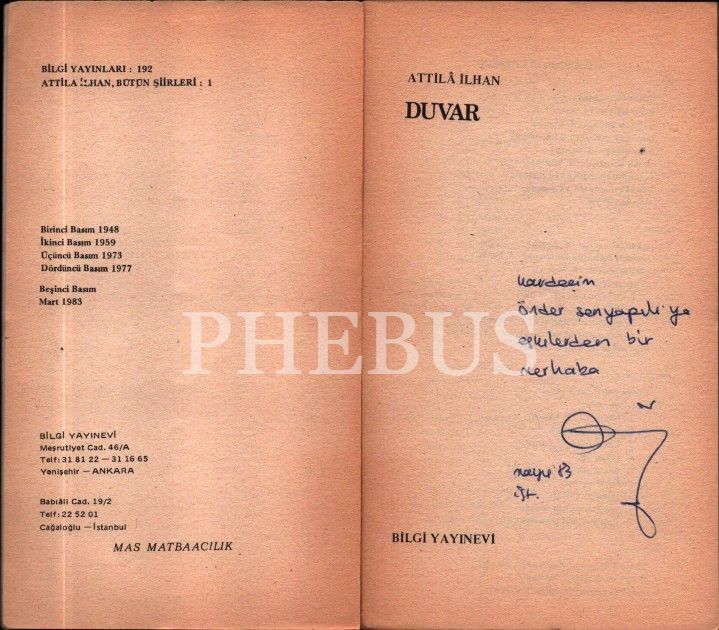 BİLGİ YAYINLARI : 192
ATTİLA İLHAN, BÜTÜN ŞİİRLERİ : 1
Birinci Basım 1948
İkinci Basım 1959
Üçüncü Basım 1973
Dördüncü Basım 1977
Beşinci Basım
Mart 1983
BİLGİ YAYINEVİ
Meşrutiyet Cad. 46/A
Telf: 31 81 22 — 31 16 65
Yenişehir — ANKARA
Babıâli Cad. 19/2
Telf: 22 52 01
Cağaloğlu — İstanbul
MAS MATBAACILIK
ATTİLÂ İLHAN
DUVAR
kardeşim
önder şenyapılı'ya
eskilerden bir
merhaba
mayıs 83
ist.
BİLGİ YAYINEVİ
PHEBUS